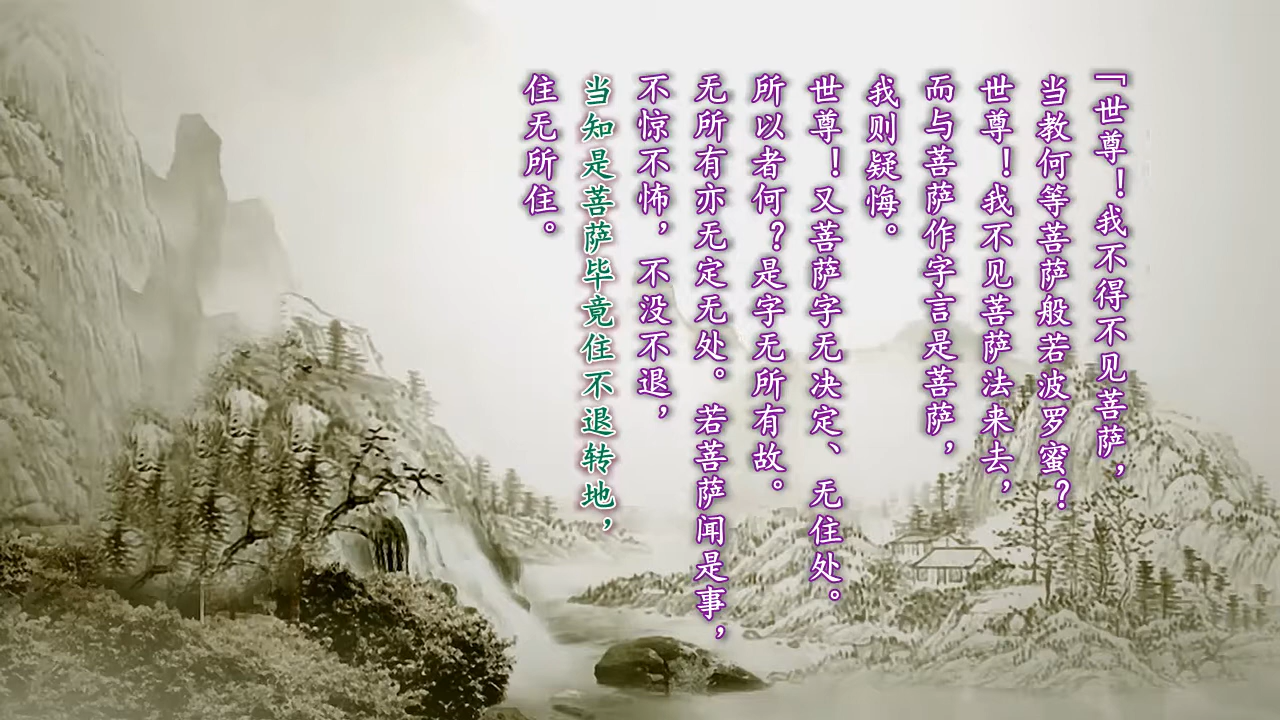 「世尊！我不得不见菩萨，
当教何等菩萨般若波罗蜜？
世尊！我不见菩萨法来去，
而与菩萨作字言是菩萨，
我则疑悔。
世尊！又菩萨字无决定、无住处。
所以者何？是字无所有故。
无所有亦无定无处。若菩萨闻是事，
不惊不怖，不没不退，
当知是菩萨毕竟住不退转地，
住无所住。